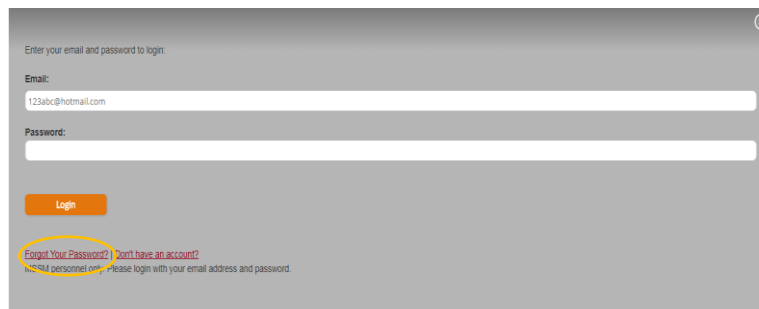 Enter your email and password to login:
Email:
123abc@hotmail.com
Password:
Login
Forgot Your Password? | Don't have an account?
MSSM personnel only. Please login with your email address and password.